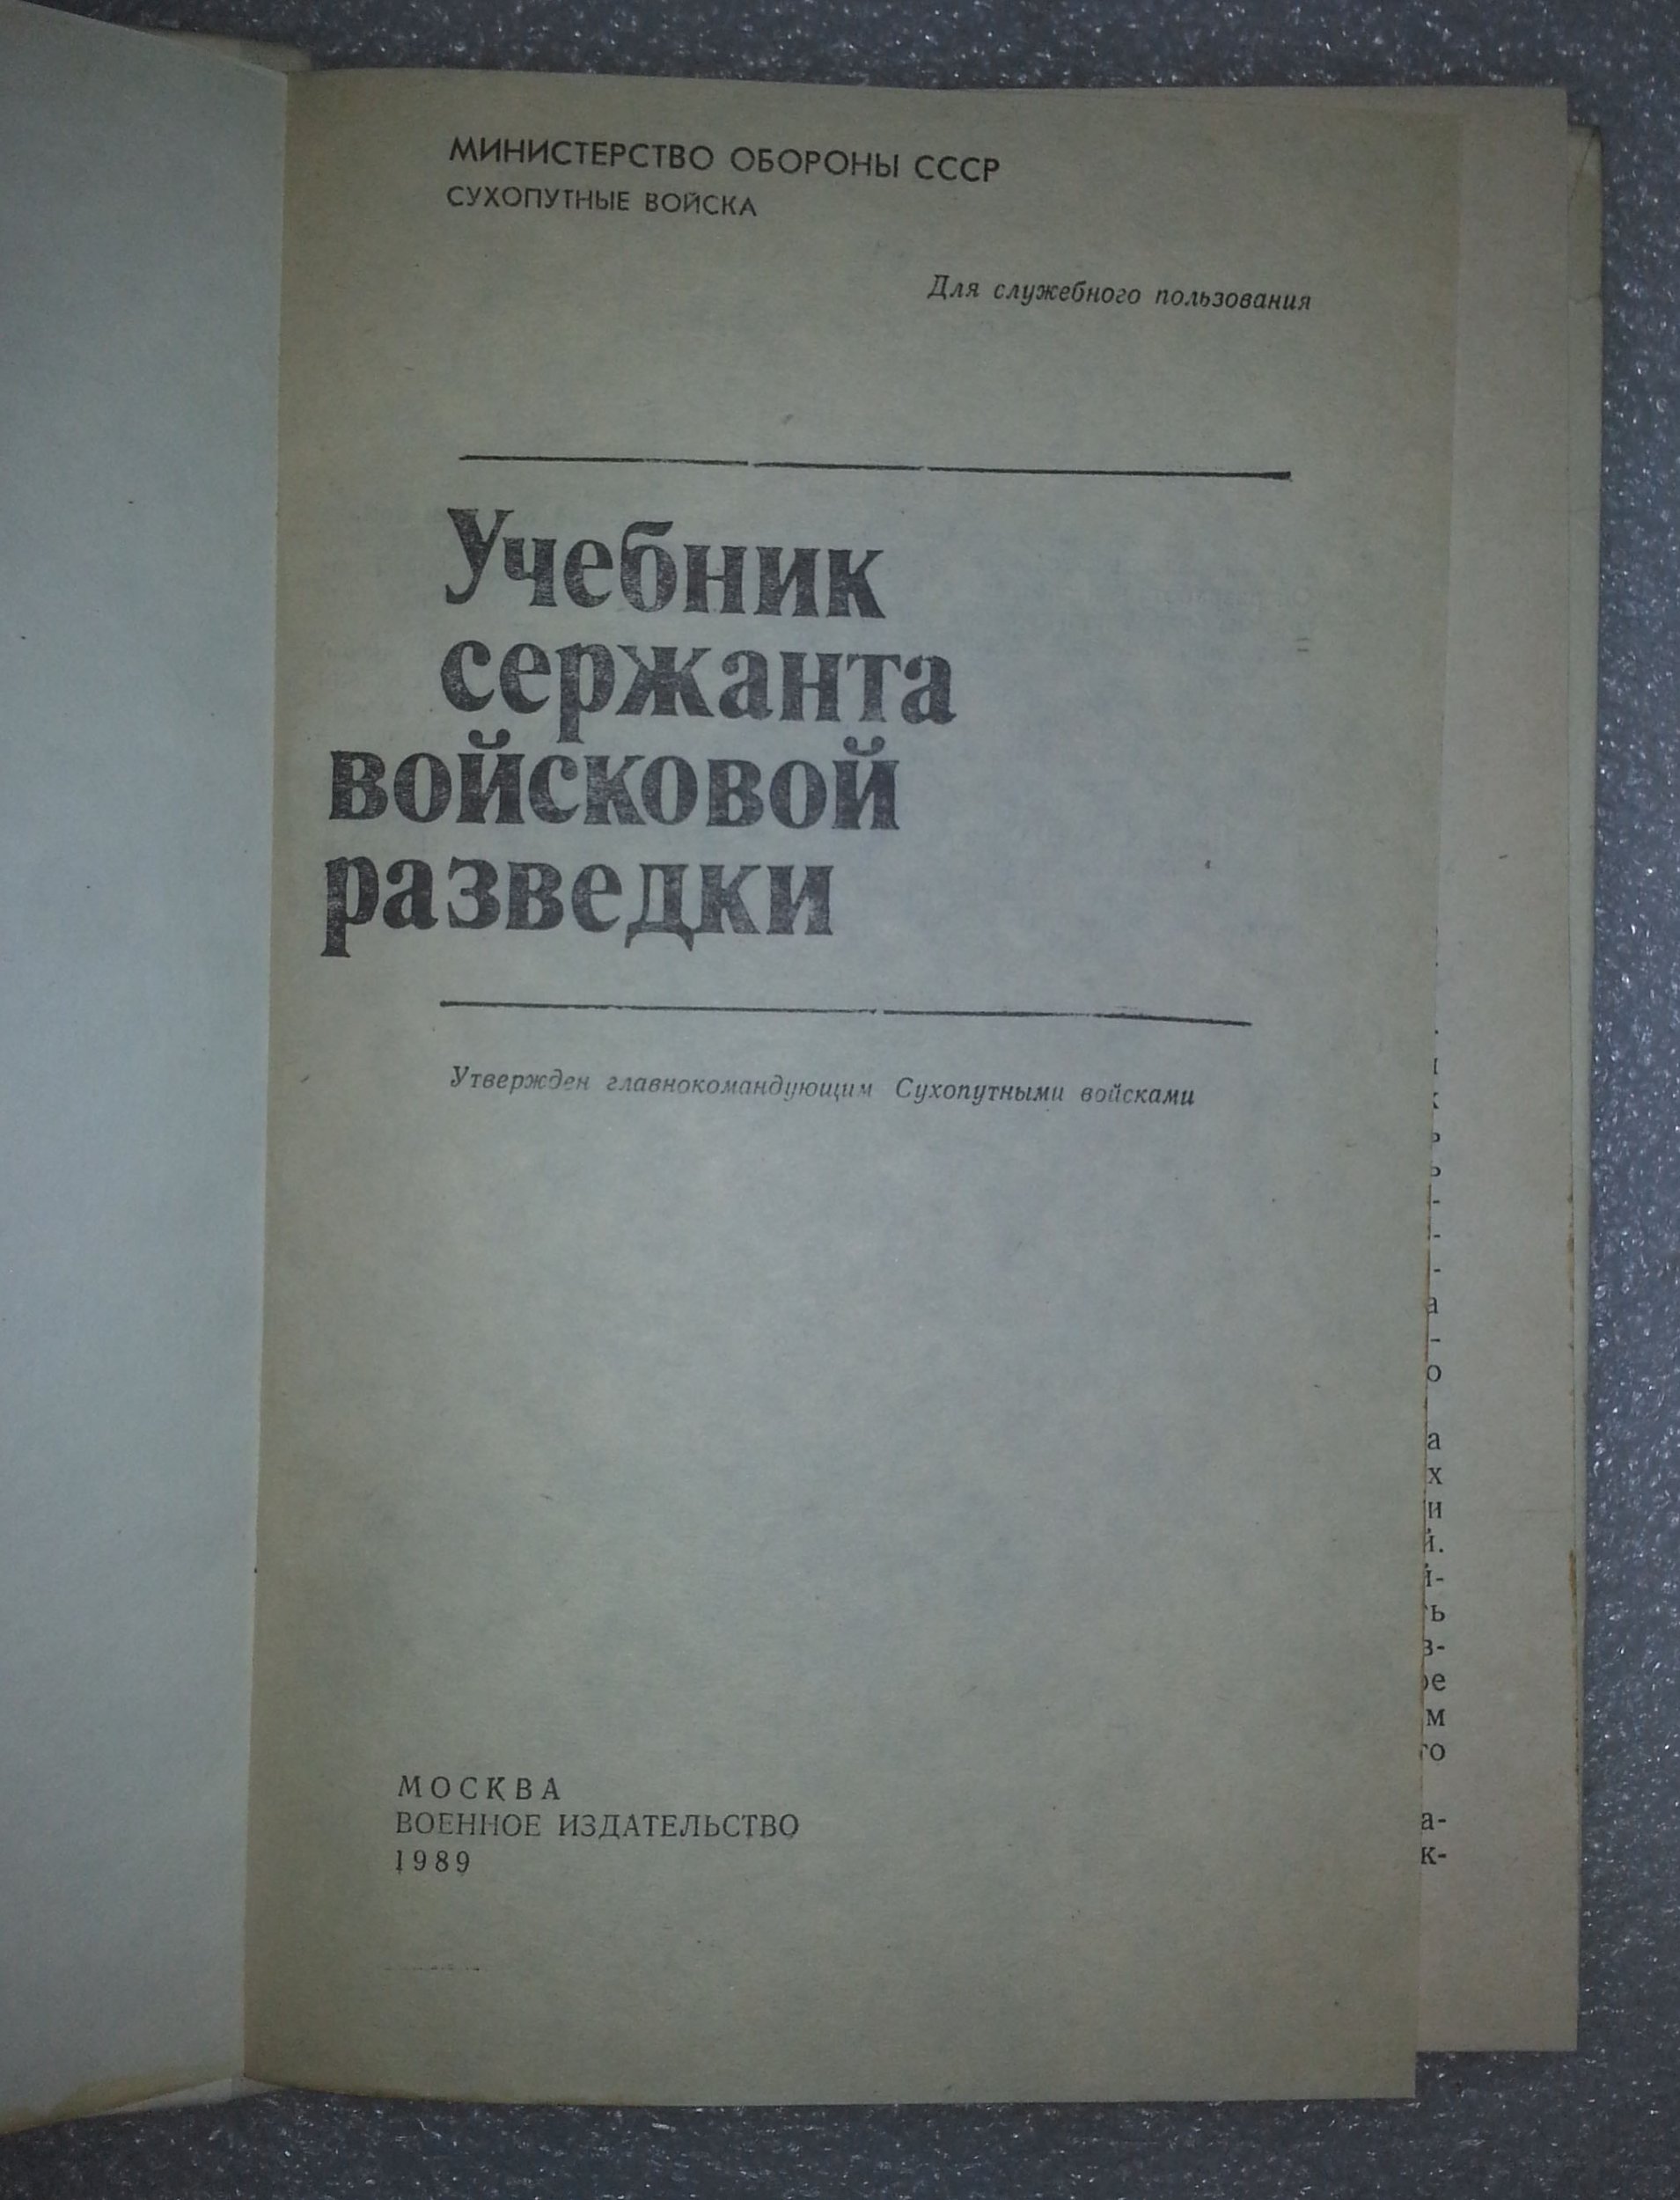 МИНИСТЕРСТВО ОБОРОНЫ СССР
СУХОПУТНЫЕ ВОЙСКА
Для служебного пользования
Учебник
сержанта
войсковой
разведки
Утвержден главнокомандующим Сухопутными войсками
МОСКВА
ВОЕННОЕ ИЗДАТЕЛЬСТВО
1989